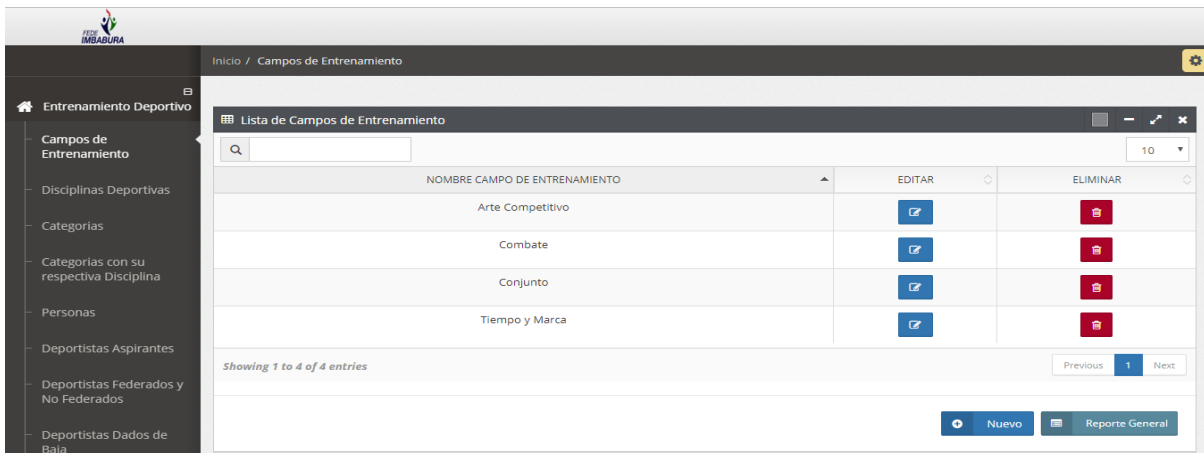 FEDE
IMBABURA
Inicio / Campos de Entrenamiento
Entrenamiento Deportivo
Campos de
Entrenamiento
Disciplinas Deportivas
Categorias
Categorias con su
respectiva Disciplina
Personas
Deportistas Aspirantes
Deportistas Federados y
No Federados
Deportistas Dados de
Baja
Lista de Campos de Entrenamiento
10
NOMBRE CAMPO DE ENTRENAMIENTO EDITAR ELIMINAR
Arte Competitivo
Combate
Conjunto
Tiempo y Marca
Showing 1 to 4 of 4 entries Previous 1 Next
Nuevo Reporte General